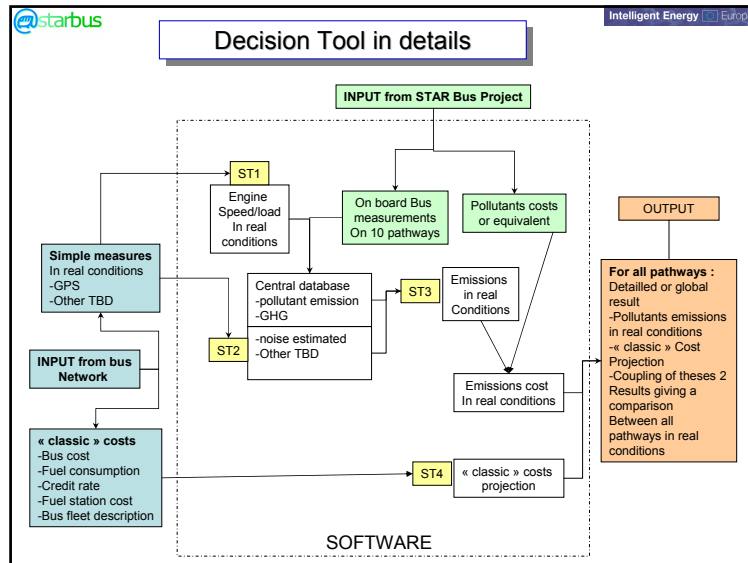 @starbus
Intelligent Energy Europ
Decision Tool in details
INPUT from STAR Bus Project
ST1
Engine
Speed/load
In real
conditions
On board Bus
measurements
On 10 pathways
Pollutants costs
or equivalent
OUTPUT
Simple measures
In real conditions
-GPS
-Other TBD
Central database
-pollutant emission
-GHG
ST3
Emissions
in real
Conditions
For all pathways :
Detailled or global
result
-Pollutants emissions
in real conditions
-« classic » Cost
Projection
-Coupling of theses 2
Results giving a
comparison
Between all
pathways in real
conditions
ST2
-noise estimated
-Other TBD
INPUT from bus
Network
Emissions cost
In real conditions
« classic » costs
-Bus cost
-Fuel consumption
-Credit rate
-Fuel station cost
-Bus fleet description
ST4
« classic » costs
projection
SOFTWARE